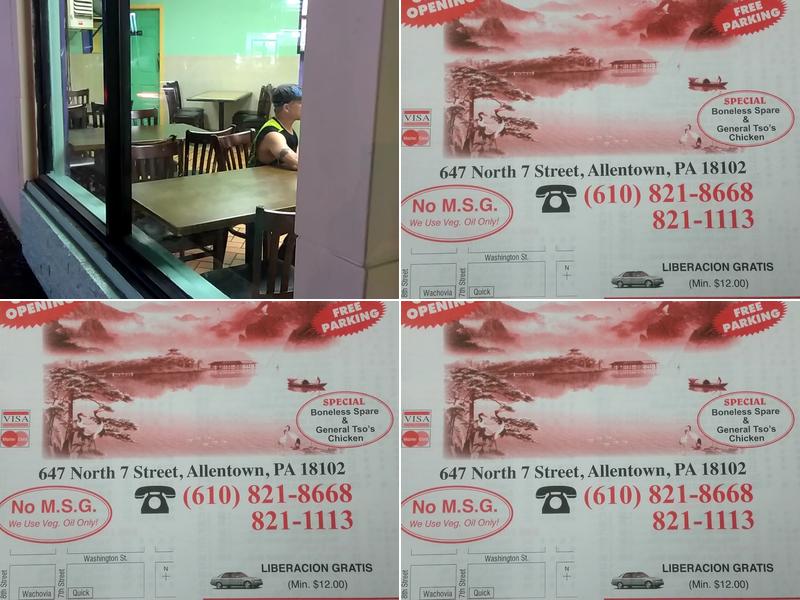 OPENING
FREE
PARKING
SPECIAL
Boneless Spare
&
General Tso's
Chicken
VISA
MasterCard
647 North 7 Street, Allentown, PA 18102
(610) 821-8668
821-1113
No M.S.G.
We Use Veg. Oil Only!
Washington St.
8th Street
Wachovia
7th Street
Quick
N
LIBERACION GRATIS
(Min. $12.00)
OPENING
FREE
PARKING
SPECIAL
Boneless Spare
&
General Tso's
Chicken
VISA
MasterCard
647 North 7 Street, Allentown, PA 18102
(610) 821-8668
821-1113
No M.S.G.
We Use Veg. Oil Only!
Washington St.
8th Street
Wachovia
7th Street
Quick
N
LIBERACION GRATIS
(Min. $12.00)
OPENING
FREE
PARKING
SPECIAL
Boneless Spare
&
General Tso's
Chicken
VISA
MasterCard
647 North 7 Street, Allentown, PA 18102
(610) 821-8668
821-1113
No M.S.G.
We Use Veg. Oil Only!
Washington St.
8th Street
Wachovia
7th Street
Quick
N
LIBERACION GRATIS
(Min. $12.00)